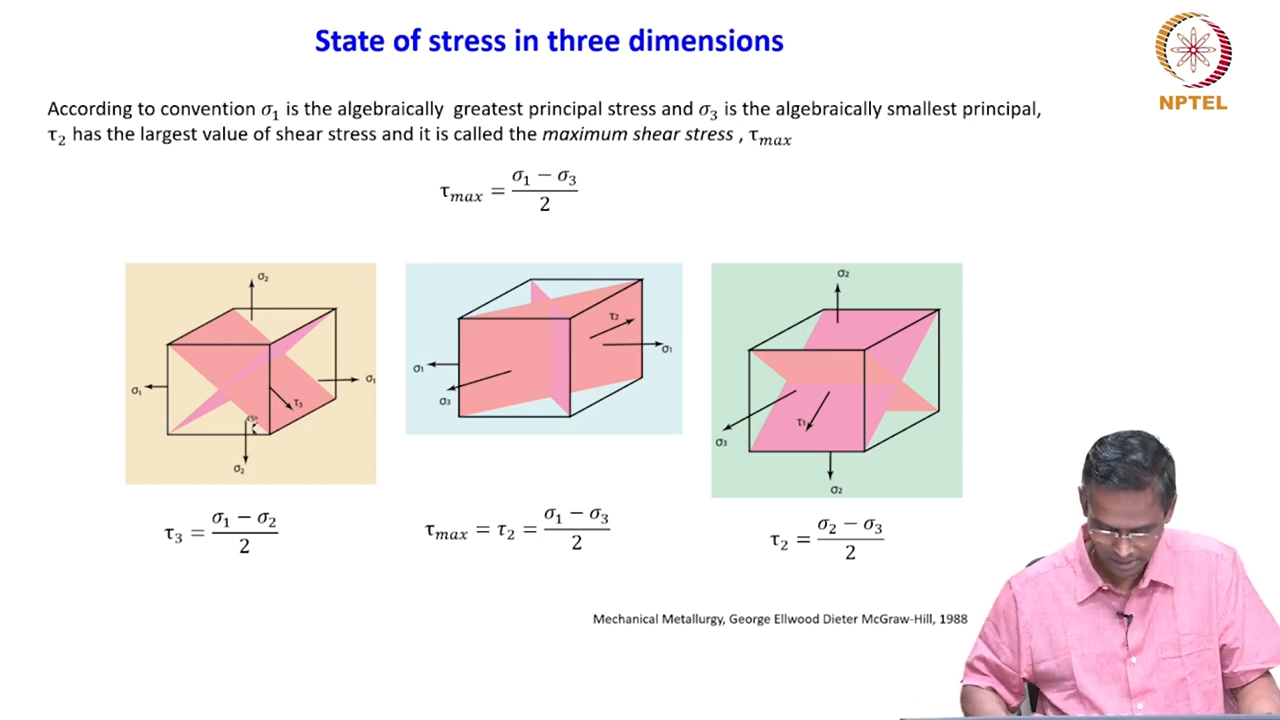 State of stress in three dimensions
NPTEL
According to convention σ₁ is the algebraically greatest principal stress and σ₃ is the algebraically smallest principal,
τ₂ has the largest value of shear stress and it is called the maximum shear stress , τₘₐₓ
τₘₐₓ = (σ₁ − σ₃)/2
σ₂
σ₁
σ₁
τ₃
45°
σ₂
τ₂
σ₁
σ₁
σ₃
σ₂
τ₁
σ₃
σ₂
τ₃ = (σ₁ − σ₂)/2
τₘₐₓ = τ₂ = (σ₁ − σ₃)/2
τ₂ = (σ₂ − σ₃)/2
Mechanical Metallurgy, George Ellwood Dieter McGraw-Hill, 1988